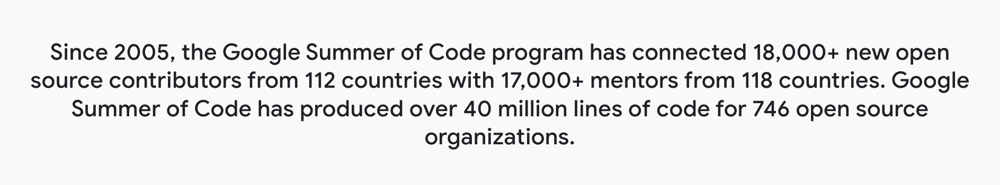 Since 2005, the Google Summer of Code program has connected 18,000+ new open
source contributors from 112 countries with 17,000+ mentors from 118 countries. Google
Summer of Code has produced over 40 million lines of code for 746 open source
organizations.